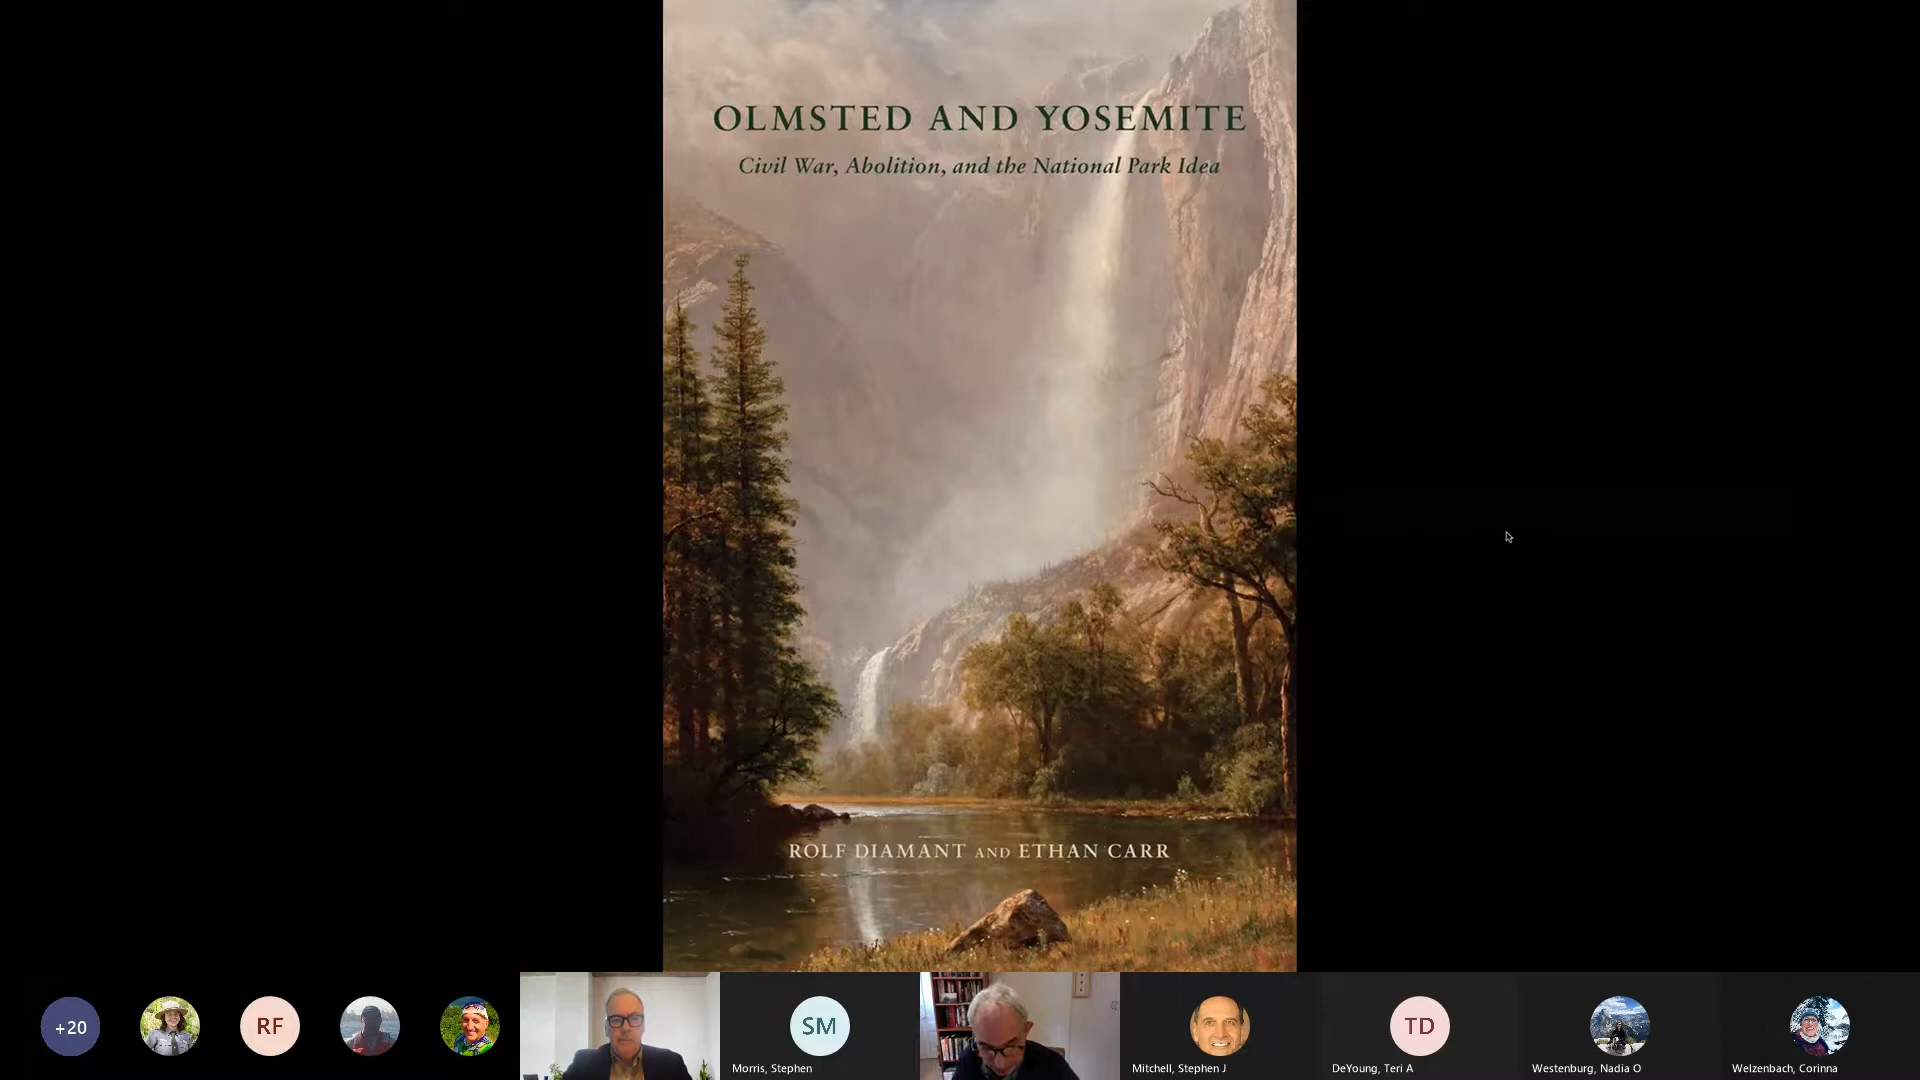 OLMSTED AND YOSEMITE
Civil War, Abolition, and the National Park Idea
ROLF DIAMANT AND ETHAN CARR
+20
RF
SM
TD
Morris, Stephen
Mitchell, Stephen J
DeYoung, Teri A
Westenburg, Nadia O
Welzenbach, Corinna